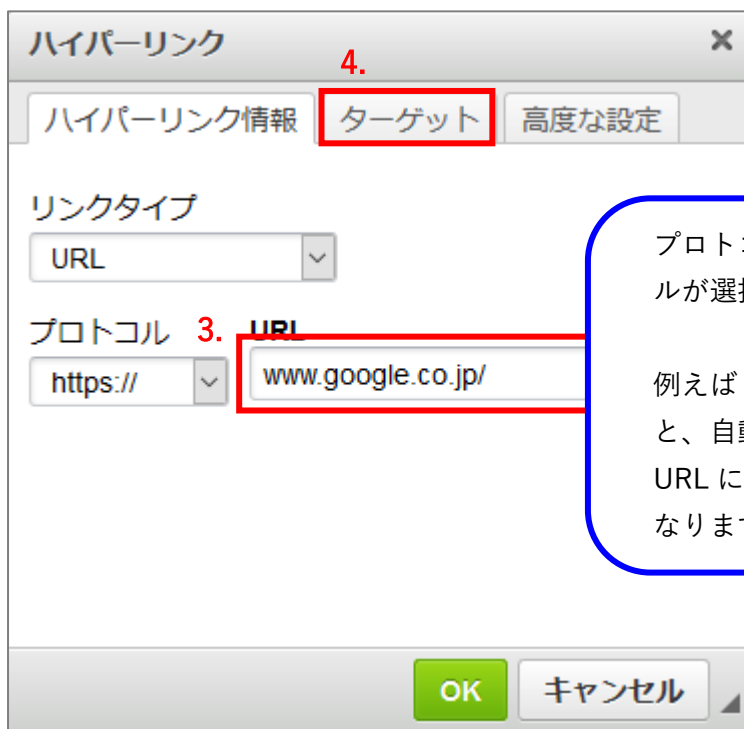 ハイパーリンク
4.
ハイパーリンク情報 ターゲット 高度な設定
リンクタイプ
URL
プロトコル 3. URL
https:// www.google.co.jp/
プロト
ルが選
例えば
と、自
URL に
なりま
OK キャンセル